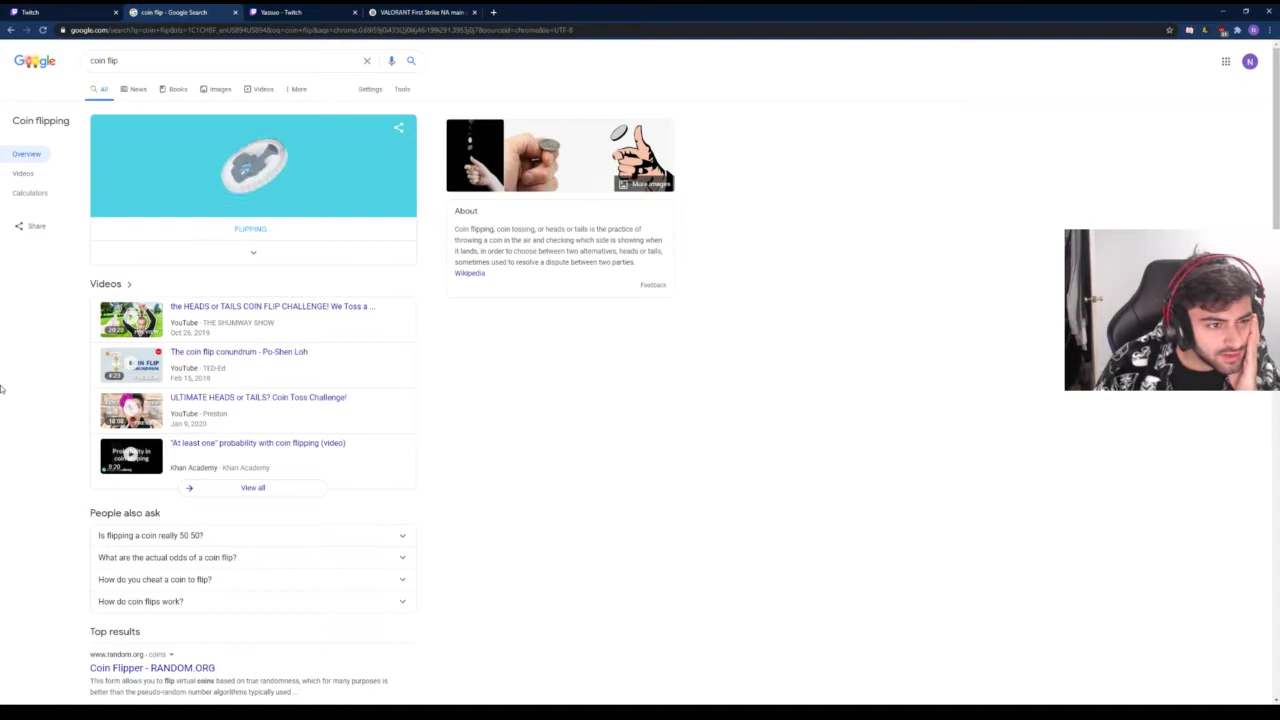 Twitch
coin flip - Google Search
Yassuo - Twitch
VALORANT First Strike NA main
Google
coin flip
N
All
News
Books
Images
Videos
More
Settings
Tools
Coin flipping
Overview
Videos
Calculators
Share
FLIPPING.
More images
About
Coin flipping, coin tossing, or heads or tails is the practice of
throwing a coin in the air and checking which side is showing when
it lands, in order to choose between two alternatives, heads or tails,
sometimes used to resolve a dispute between two parties.
Wikipedia
Feedback
Videos
20:20
the HEADS or TAILS COIN FLIP CHALLENGE! We Toss a ...
YouTube · THE SHUMWAY SHOW
Oct 26, 2019
4:23
The coin flip conundrum - Po-Shen Loh
YouTube · TED-Ed
Feb 15, 2018
18:08
ULTIMATE HEADS or TAILS? Coin Toss Challenge!
YouTube · Preston
Jan 9, 2020
9:20
"At least one" probability with coin flipping (video)
Khan Academy · Khan Academy
View all
People also ask
Is flipping a coin really 50 50?
What are the actual odds of a coin flip?
How do you cheat a coin to flip?
How do coin flips work?
Top results
www.random.org › coins
Coin Flipper - RANDOM.ORG
This form allows you to flip virtual coins based on true randomness, which for many purposes is
better than the pseudo-random number algorithms typically used ...